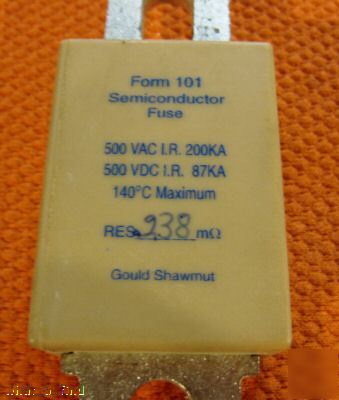 Form 101
Semiconductor
Fuse
500 VAC I.R. 200KA
500 VDC I.R. 87KA
140°C Maximum
RES. .938 mΩ
Gould Shawmut